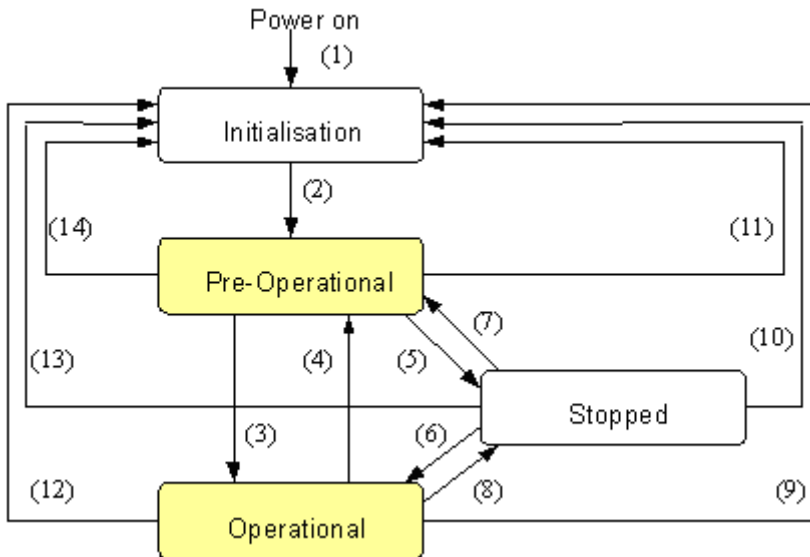 Power on
(1)
Initialisation
(2)
(14)
(11)
Pre-Operational
(7)
(13)
(4)
(5)
(10)
Stopped
(3)
(6)
(12)
(8)
(9)
Operational